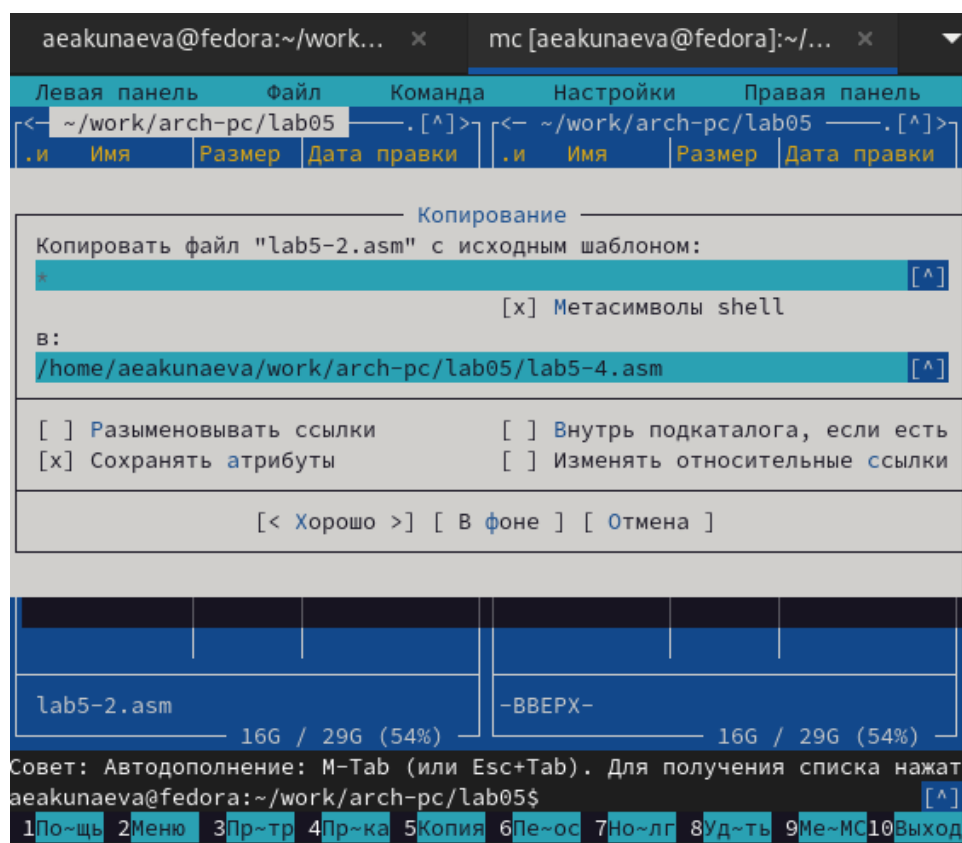 aeakunaeva@fedora:~/work... × mc [aeakunaeva@fedora]:~/... ×
Левая панель Файл Команда Настройки Правая панель
<— ~/work/arch-pc/lab05 ——.[^]> <— ~/work/arch-pc/lab05 ——.[^]>
.и Имя Размер Дата правки .и Имя Размер Дата правки
Копирование
Копировать файл "lab5-2.asm" с исходным шаблоном:
* [^]
[x] Метасимволы shell
в:
/home/aeakunaeva/work/arch-pc/lab05/lab5-4.asm [^]
[ ] Разыменовывать ссылки [ ] Внутрь подкаталога, если есть
[x] Сохранять атрибуты [ ] Изменять относительные ссылки
[< Хорошо >] [ В фоне ] [ Отмена ]
lab5-2.asm -ВВЕРХ-
16G / 29G (54%) 16G / 29G (54%)
Совет: Автодополнение: M-Tab (или Esc+Tab). Для получения списка нажат
aeakunaeva@fedora:~/work/arch-pc/lab05$ [^]
1По~щь 2Меню 3Пр~тр 4Пр~ка 5Копия 6Пе~ос 7Но~лг 8Уд~ть 9Ме~МС10Выход